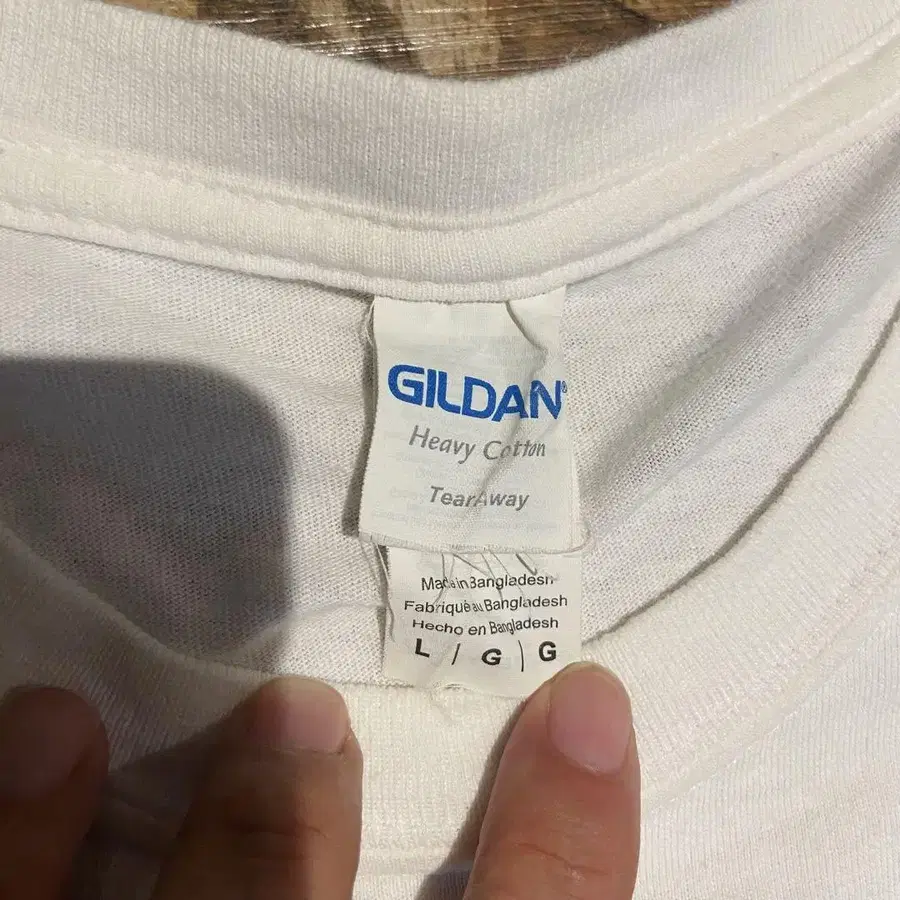 GILDAN®
Heavy Cotton
TearAway
Made in Bangladesh
Fabriqué au Bangladesh
Hecho en Bangladesh
L / G / G